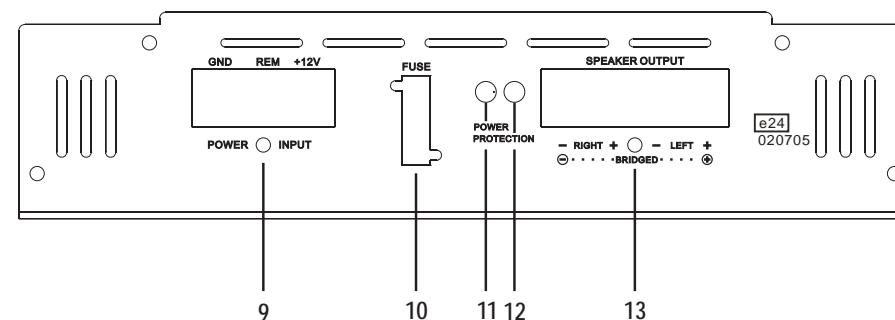 GND REM +12V
FUSE
SPEAKER OUTPUT
POWER INPUT
POWER
PROTECTION
− RIGHT + − LEFT +
⊖ · · · · · BRIDGED · · · · ⊕
e24
020705
9 10 11 12 13